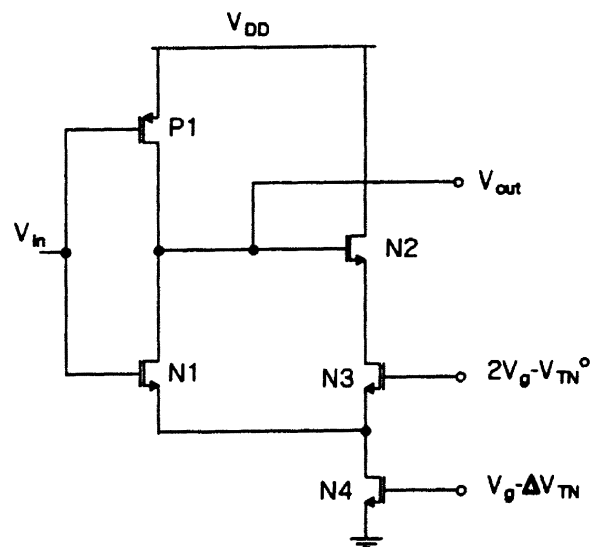 V_DD
P1
V_out
V_in
N2
N1
N3
2V_g-V_TN°
N4
V_g-ΔV_TN